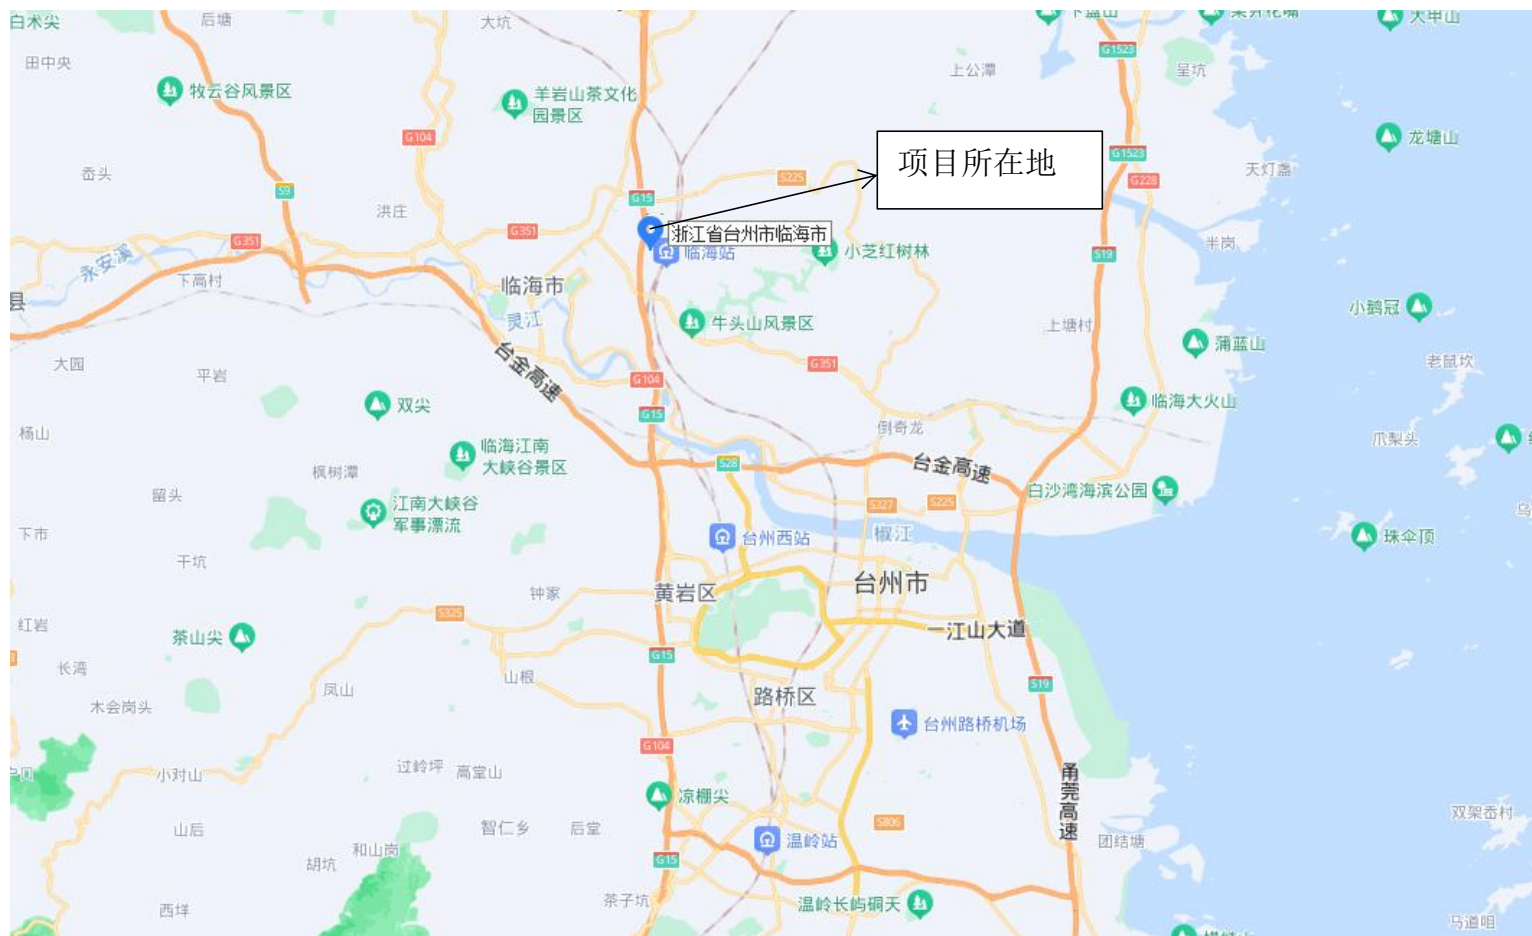 白术尖
后塘
大坑
大甲山
G1523
田中央
上公潭
呈坑
牧云谷风景区
羊岩山茶文化
园景区
G104
龙塘山
项目所在地
G1523
岙头
S9
S225
G228
天灯盏
G15
洪庄
G351
G351
浙江省台州市临海市
临海站
小芝红树林
S19
半岗
永安溪
下高村
临海市
县
灵江
牛头山风景区
上塘村
小鹅冠
蒲蓝山
台金高速
大园
平岩
G351
老鼠坎
G104
双尖
G15
临海大火山
杨山
倒奇龙
爪梨头
临海江南
大峡谷景区
枫树潭
S28
台金高速
留头
江南大峡谷
军事漂流
S327
S225
白沙湾海滨公园
下市
台州西站
椒江
珠伞顶
干坑
钟家
黄岩区
台州市
S325
红岩
茶山尖
一江山大道
长湾
G15
山根
凤山
路桥区
S19
木会岗头
台州路桥机场
G104
小对山
过岭坪
高堂山
甬莞高速
凉棚尖
山后
智仁乡
后堂
S806
双架岙村
温岭站
团结塘
和山岗
胡坑
G15
茶子坑
温岭长屿硐天
西垟
马道咀